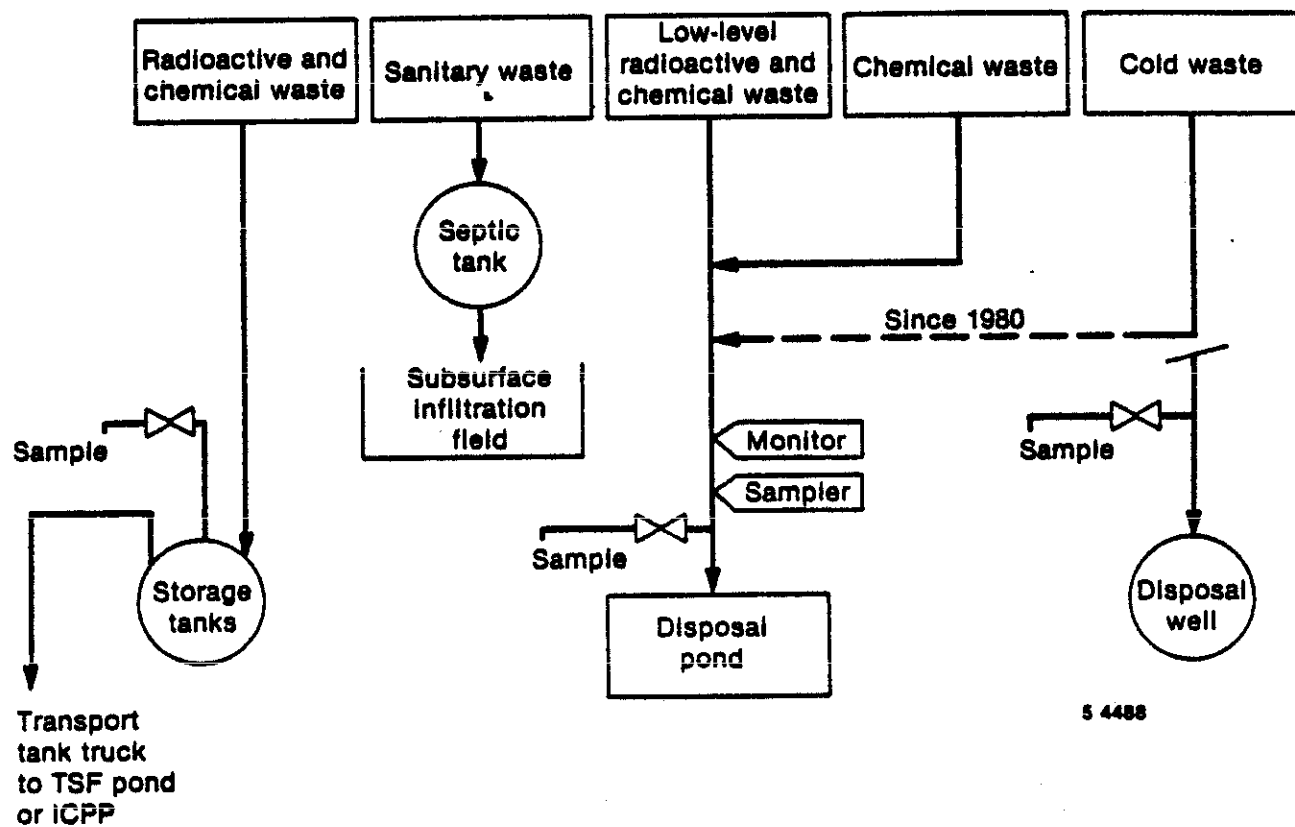 Radioactive and
chemical waste
Sanitary waste
Low-level
radioactive and
chemical waste
Chemical waste
Cold waste
Septic
tank
Since 1980
Subsurface
infiltration
field
Sample
Monitor
Sampler
Sample
Sample
Storage
tanks
Disposal
pond
Disposal
well
Transport
tank truck
to TSF pond
or ICPP
5 4488